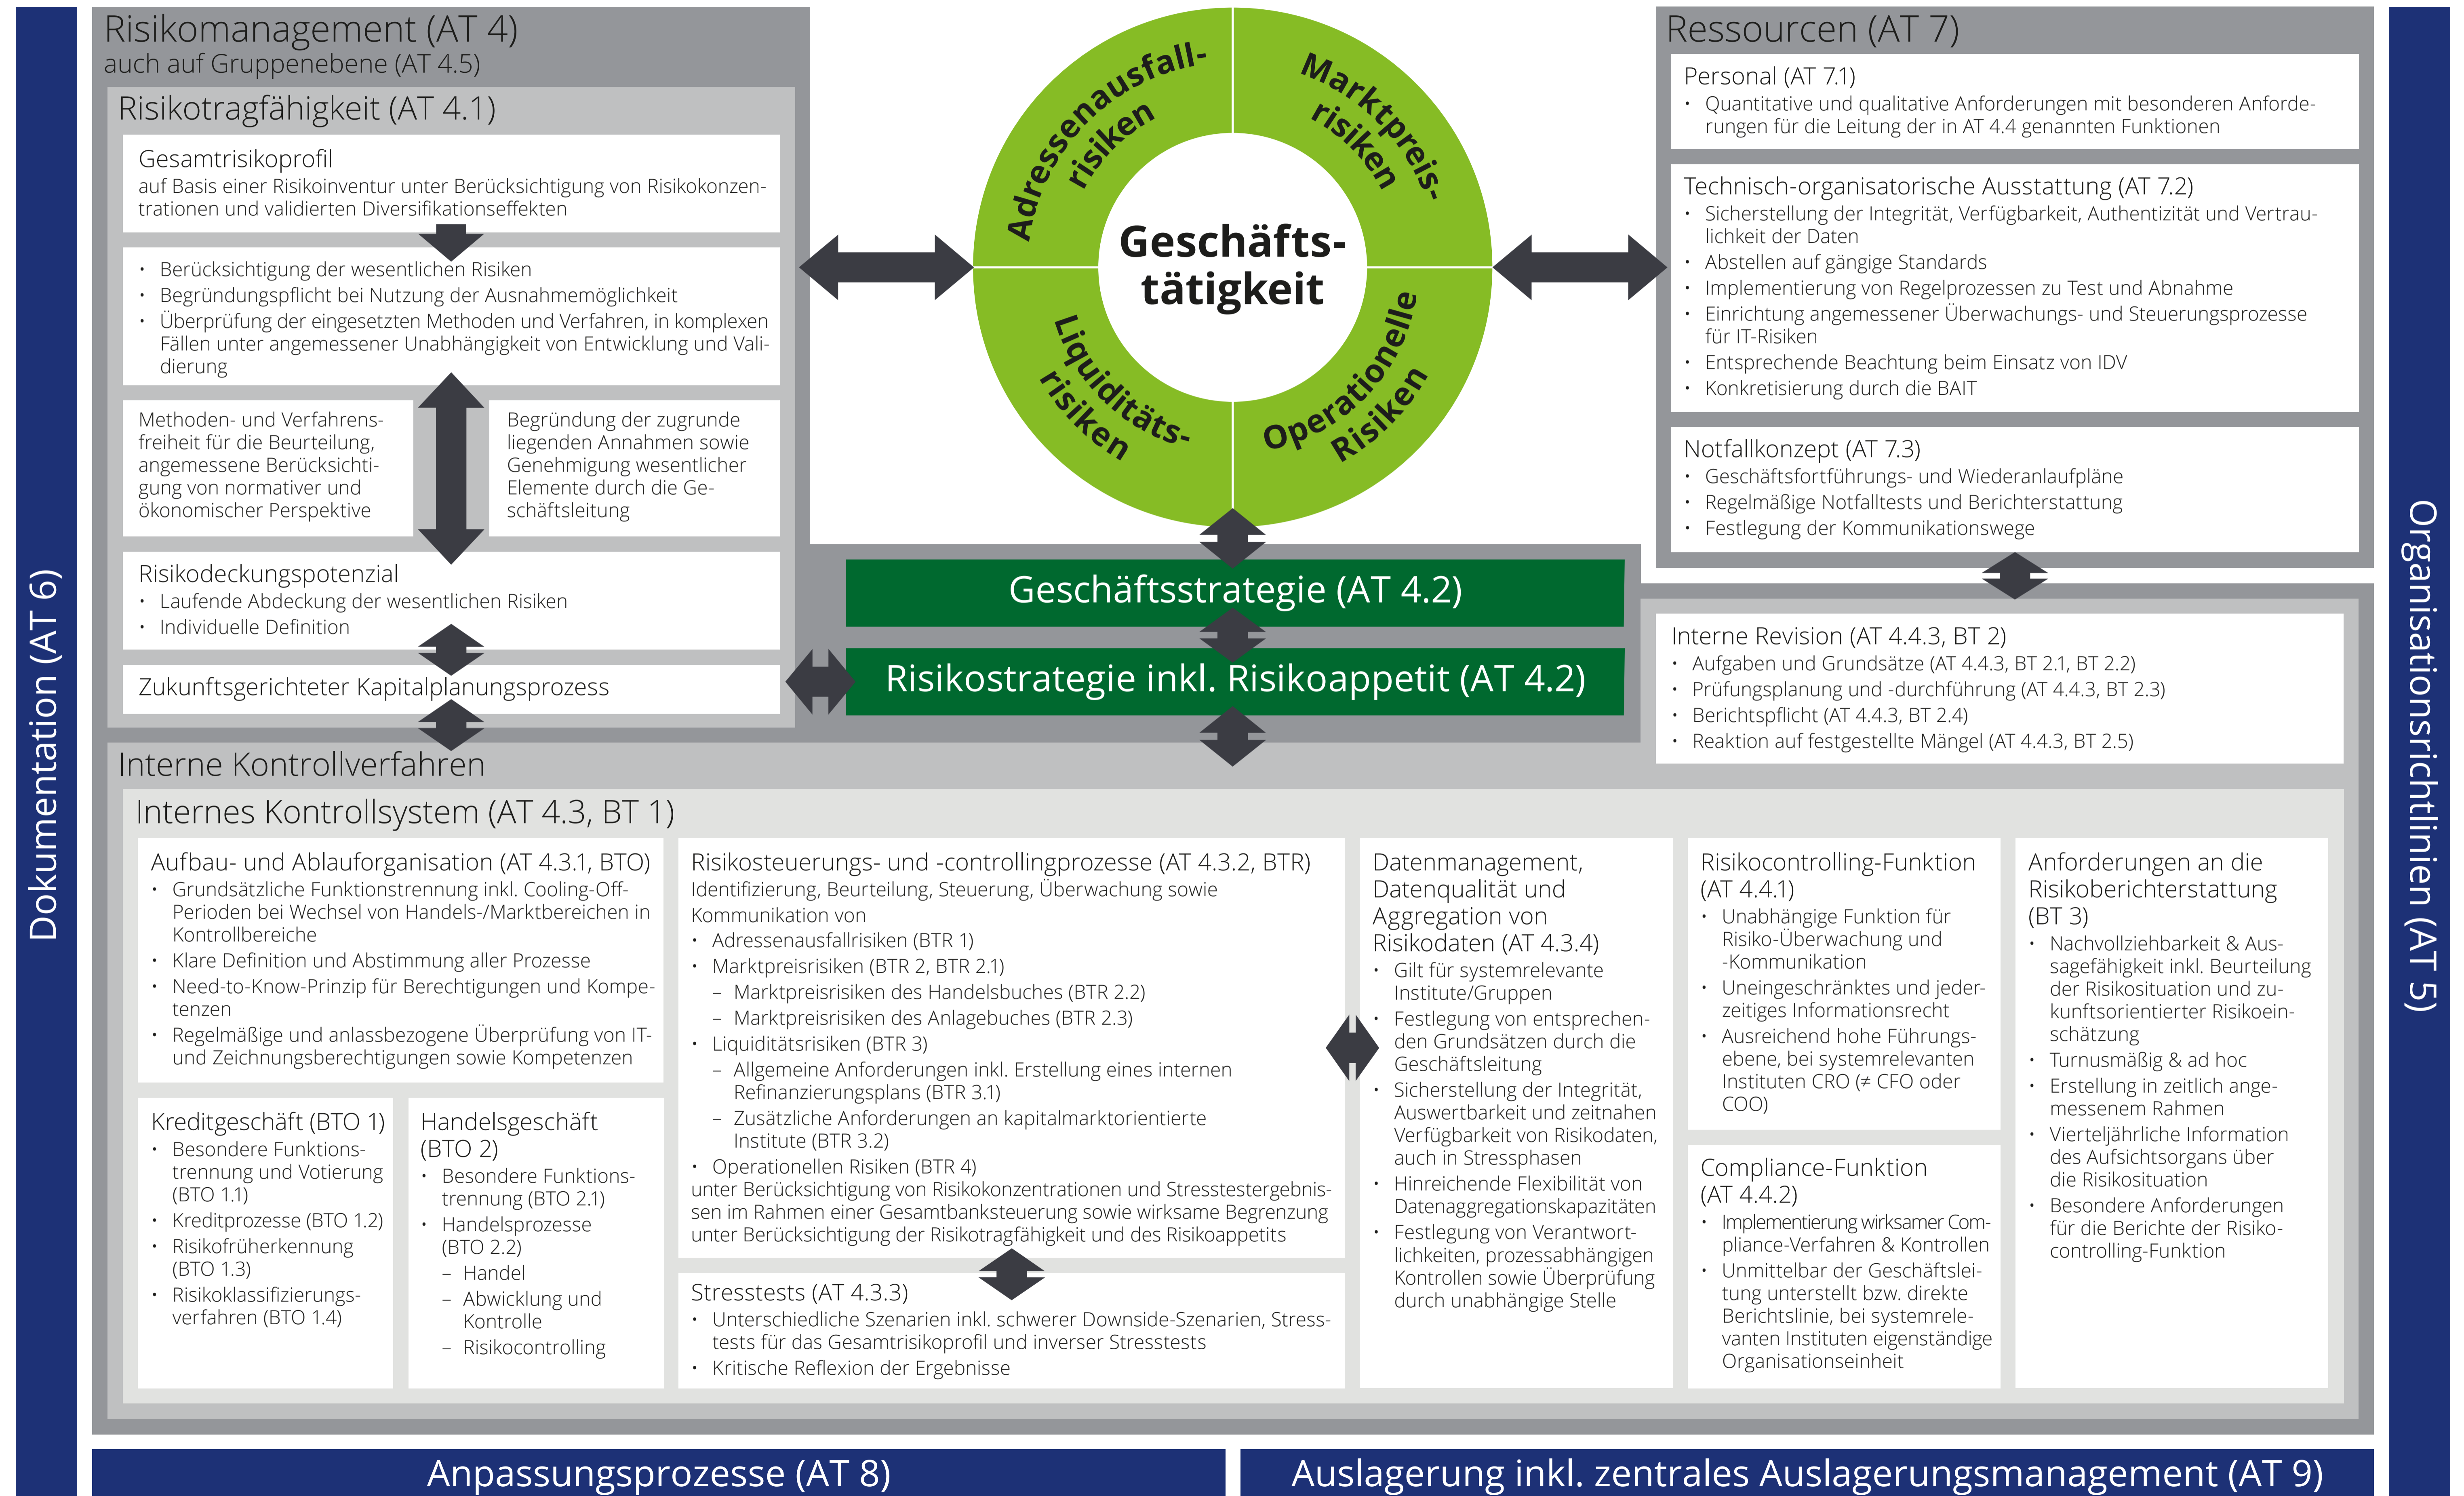 Dokumentation (AT 6)
Risikomanagement (AT 4)
auch auf Gruppenebene (AT 4.5)
Risikotragfähigkeit (AT 4.1)
Gesamtrisikoprofil
auf Basis einer Risikoinventur unter Berücksichtigung von Risikokonzen-
trationen und validierten Diversifikationseffekten
• Berücksichtigung der wesentlichen Risiken
• Begründungspflicht bei Nutzung der Ausnahmemöglichkeit
• Überprüfung der eingesetzten Methoden und Verfahren, in komplexen
Fällen unter angemessener Unabhängigkeit von Entwicklung und Vali-
dierung
Methoden- und Verfahrens-
freiheit für die Beurteilung,
angemessene Berücksichti-
gung von normativer und
ökonomischer Perspektive
Begründung der zugrunde
liegenden Annahmen sowie
Genehmigung wesentlicher
Elemente durch die Ge-
schäftsleitung
Risikodeckungspotenzial
• Laufende Abdeckung der wesentlichen Risiken
• Individuelle Definition
Zukunftsgerichteter Kapitalplanungsprozess
Adressenausfall-
risiken
Marktpreis-
risiken
Liquiditäts-
risiken
Operationelle
Risiken
Geschäfts-
tätigkeit
Geschäftsstrategie (AT 4.2)
Risikostrategie inkl. Risikoappetit (AT 4.2)
Ressourcen (AT 7)
Personal (AT 7.1)
• Quantitative und qualitative Anforderungen mit besonderen Anforde-
rungen für die Leitung der in AT 4.4 genannten Funktionen
Technisch-organisatorische Ausstattung (AT 7.2)
• Sicherstellung der Integrität, Verfügbarkeit, Authentizität und Vertrau-
lichkeit der Daten
• Abstellen auf gängige Standards
• Implementierung von Regelprozessen zu Test und Abnahme
• Einrichtung angemessener Überwachungs- und Steuerungsprozesse
für IT-Risiken
• Entsprechende Beachtung beim Einsatz von IDV
• Konkretisierung durch die BAIT
Notfallkonzept (AT 7.3)
• Geschäftsfortführungs- und Wiederanlaufpläne
• Regelmäßige Notfalltests und Berichterstattung
• Festlegung der Kommunikationswege
Interne Revision (AT 4.4.3, BT 2)
• Aufgaben und Grundsätze (AT 4.4.3, BT 2.1, BT 2.2)
• Prüfungsplanung und -durchführung (AT 4.4.3, BT 2.3)
• Berichtspflicht (AT 4.4.3, BT 2.4)
• Reaktion auf festgestellte Mängel (AT 4.4.3, BT 2.5)
Organisationsrichtlinien (AT 5)
Interne Kontrollverfahren
Internes Kontrollsystem (AT 4.3, BT 1)
Aufbau- und Ablauforganisation (AT 4.3.1, BTO)
• Grundsätzliche Funktionstrennung inkl. Cooling-Off-
Perioden bei Wechsel von Handels-/Marktbereichen in
Kontrollbereiche
• Klare Definition und Abstimmung aller Prozesse
• Need-to-Know-Prinzip für Berechtigungen und Kompe-
tenzen
• Regelmäßige und anlassbezogene Überprüfung von IT-
und Zeichnungsberechtigungen sowie Kompetenzen
Kreditgeschäft (BTO 1)
• Besondere Funktions-
trennung und Votierung
(BTO 1.1)
• Kreditprozesse (BTO 1.2)
• Risikofrüherkennung
(BTO 1.3)
• Risikoklassifizierungs-
verfahren (BTO 1.4)
Handelsgeschäft
(BTO 2)
• Besondere Funktions-
trennung (BTO 2.1)
• Handelsprozesse
(BTO 2.2)
– Handel
– Abwicklung und
Kontrolle
– Risikocontrolling
Risikosteuerungs- und -controllingprozesse (AT 4.3.2, BTR)
Identifizierung, Beurteilung, Steuerung, Überwachung sowie
Kommunikation von
• Adressenausfallrisiken (BTR 1)
• Marktpreisrisiken (BTR 2, BTR 2.1)
– Marktpreisrisiken des Handelsbuches (BTR 2.2)
– Marktpreisrisiken des Anlagebuches (BTR 2.3)
• Liquiditätsrisiken (BTR 3)
– Allgemeine Anforderungen inkl. Erstellung eines internen
Refinanzierungsplans (BTR 3.1)
– Zusätzliche Anforderungen an kapitalmarktorientierte
Institute (BTR 3.2)
• Operationellen Risiken (BTR 4)
unter Berücksichtigung von Risikokonzentrationen und Stresstestergebnis-
sen im Rahmen einer Gesamtbanksteuerung sowie wirksame Begrenzung
unter Berücksichtigung der Risikotragfähigkeit und des Risikoappetits
Stresstests (AT 4.3.3)
• Unterschiedliche Szenarien inkl. schwerer Downside-Szenarien, Stress-
tests für das Gesamtrisikoprofil und inverser Stresstests
• Kritische Reflexion der Ergebnisse
Datenmanagement,
Datenqualität und
Aggregation von
Risikodaten (AT 4.3.4)
• Gilt für systemrelevante
Institute/Gruppen
• Festlegung von entsprechen-
den Grundsätzen durch die
Geschäftsleitung
• Sicherstellung der Integrität,
Auswertbarkeit und zeitnahen
Verfügbarkeit von Risikodaten,
auch in Stressphasen
• Hinreichende Flexibilität von
Datenaggregationskapazitäten
• Festlegung von Verantwort-
lichkeiten, prozessabhängigen
Kontrollen sowie Überprüfung
durch unabhängige Stelle
Risikocontrolling-Funktion
(AT 4.4.1)
• Unabhängige Funktion für
Risiko-Überwachung und
-Kommunikation
• Uneingeschränktes und jeder-
zeitiges Informationsrecht
• Ausreichend hohe Führungs-
ebene, bei systemrelevanten
Instituten CRO (≠ CFO oder
COO)
Compliance-Funktion
(AT 4.4.2)
• Implementierung wirksamer Com-
pliance-Verfahren & Kontrollen
• Unmittelbar der Geschäftslei-
tung unterstellt bzw. direkte
Berichtslinie, bei systemrele-
vanten Instituten eigenständige
Organisationseinheit
Anforderungen an die
Risikoberichterstattung
(BT 3)
• Nachvollziehbarkeit & Aus-
sagefähigkeit inkl. Beurteilung
der Risikosituation und zu-
kunftsorientierter Risikoein-
schätzung
• Turnusmäßig & ad hoc
• Erstellung in zeitlich ange-
messenem Rahmen
• Vierteljährliche Information
des Aufsichtsorgans über
die Risikosituation
• Besondere Anforderungen
für die Berichte der Risiko-
controlling-Funktion
Anpassungsprozesse (AT 8)
Auslagerung inkl. zentrales Auslagerungsmanagement (AT 9)